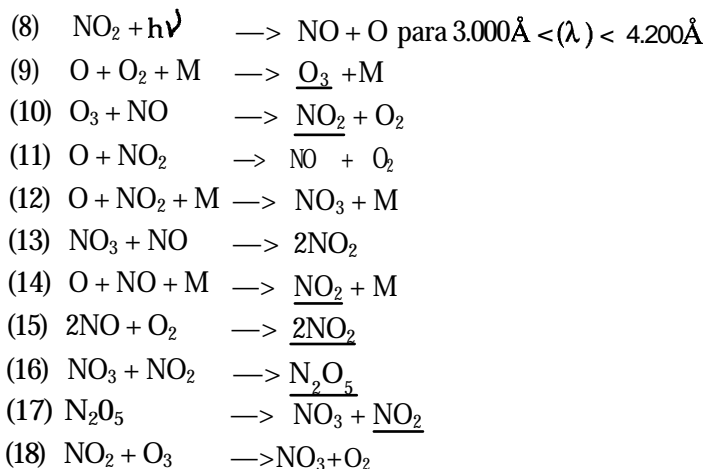 (8) NO₂ + hν —> NO + O para 3.000Å <(λ) < 4.200Å
(9) O + O₂ + M —> O₃ +M
(10) O₃ + NO —> NO₂ + O₂
(11) O + NO₂ —> NO + O₂
(12) O + NO₂ + M —> NO₃ + M
(13) NO₃ + NO —> 2NO₂
(14) O + NO + M —> NO₂ + M
(15) 2NO + O₂ —> 2NO₂
(16) NO₃ + NO₂ —> N₂O₅
(17) N₂0₅ —> NO₃ + NO₂
(18) NO₂ + O₃ —>NO₃+O₂